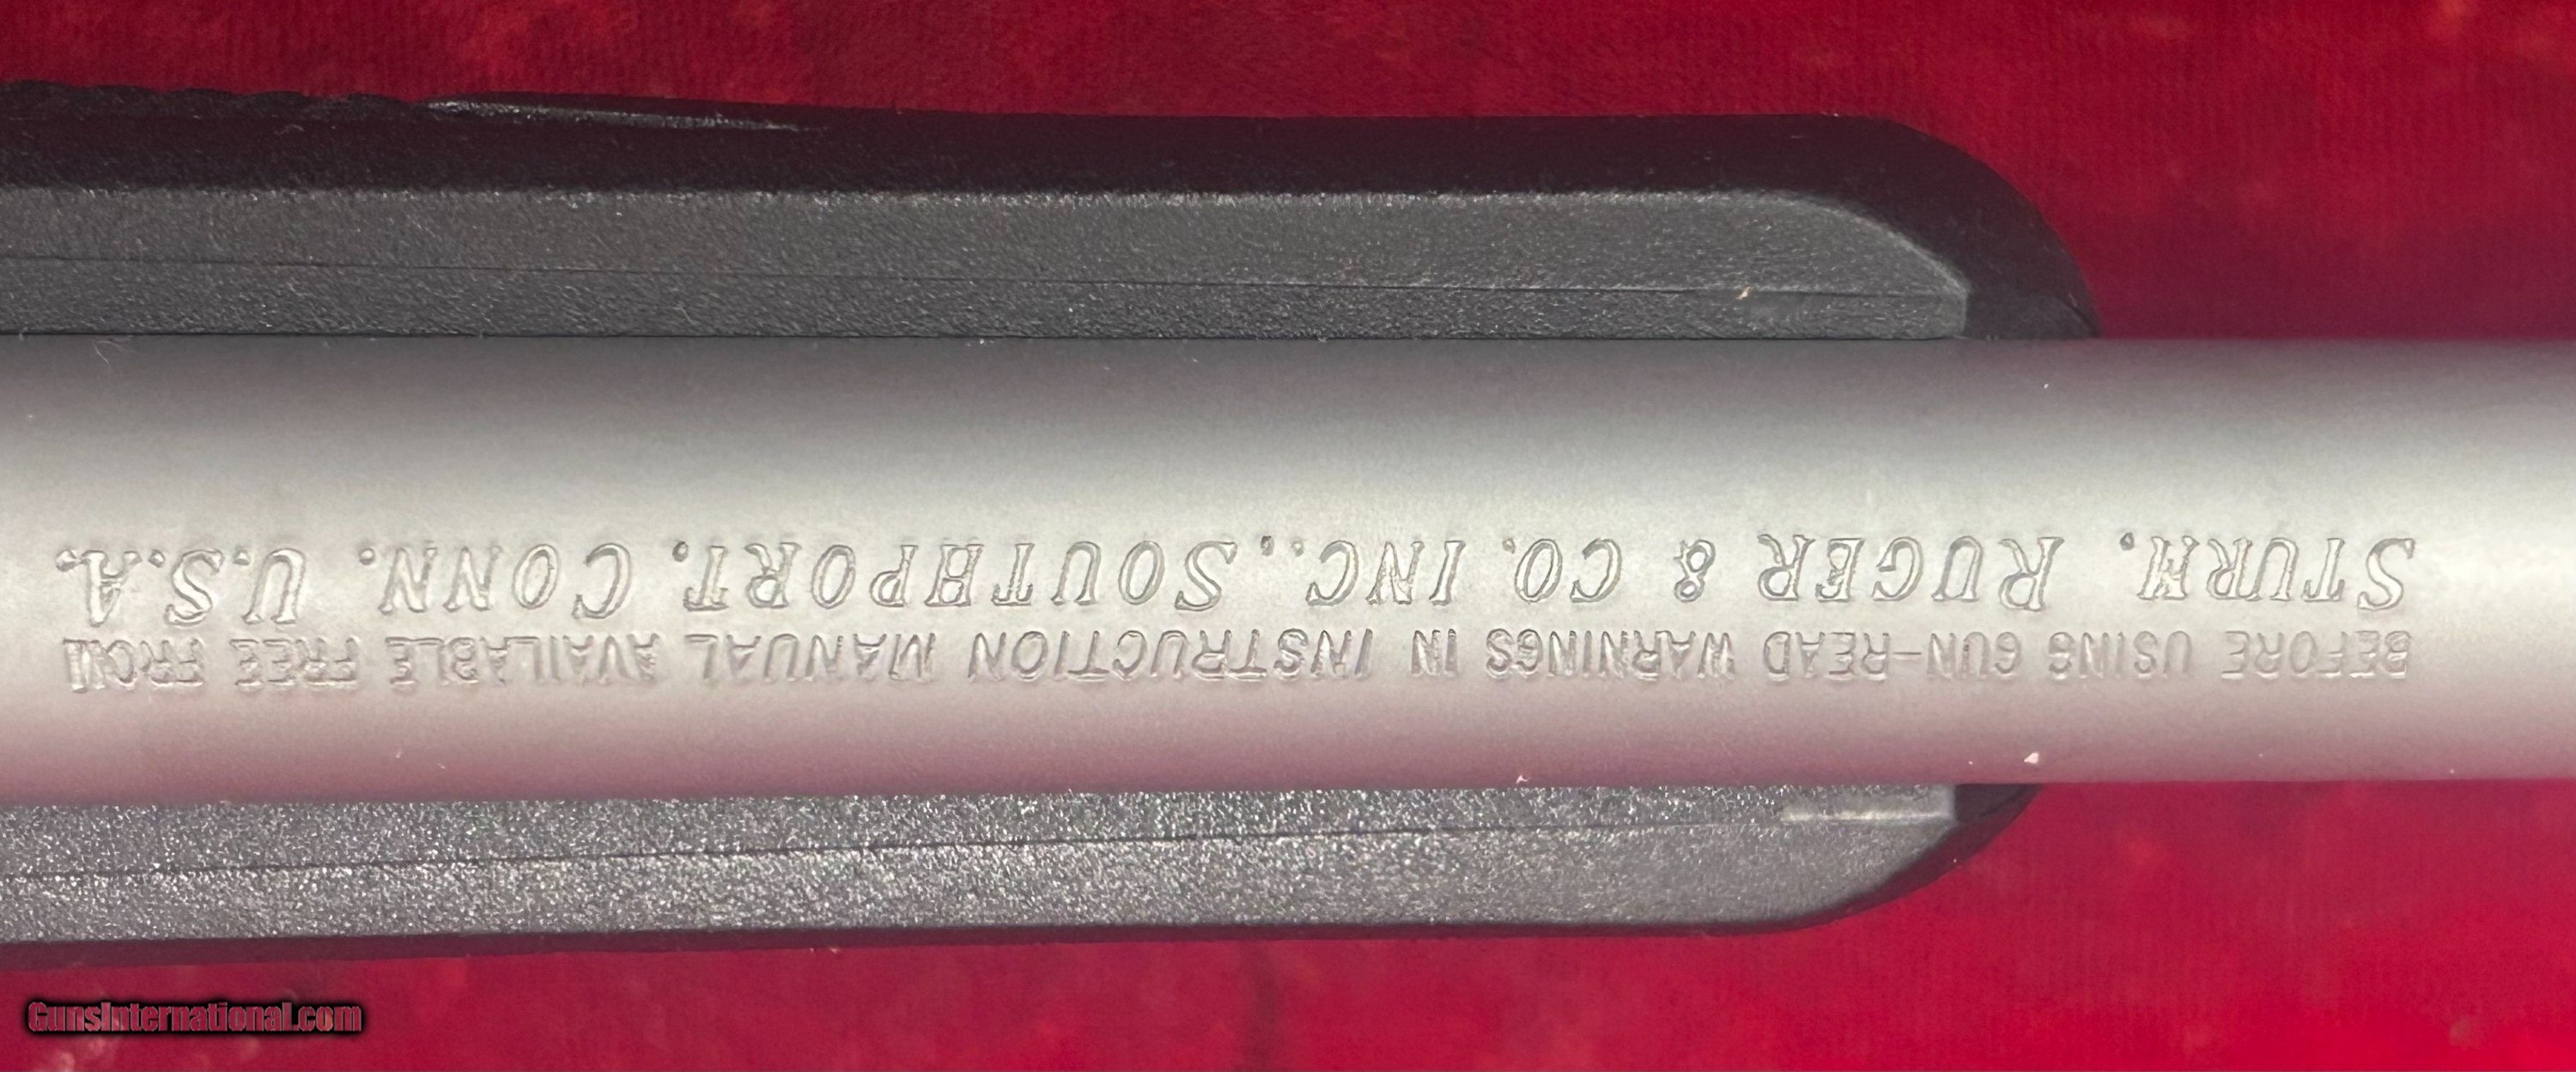 BEFORE USING GUN-READ WARNINGS IN INSTRUCTION MANUAL AVAILABLE FREE FROM
STURM, RUGER & CO. INC., SOUTHPORT, CONN. U.S.A.
GunsInternational.com